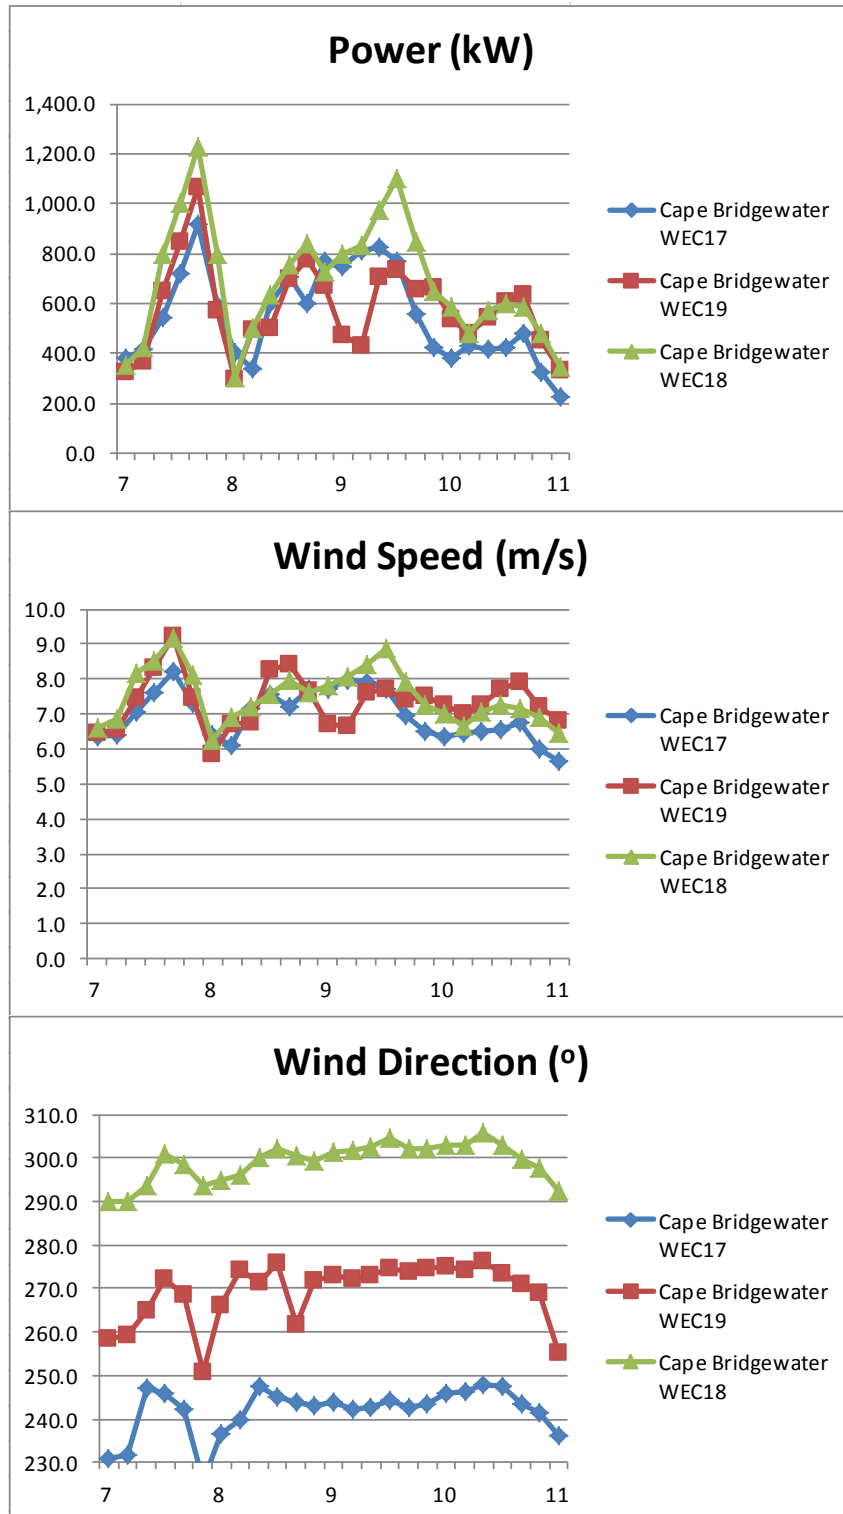 Power (kW)
1,400.0
1,200.0
1,000.0
800.0
600.0
400.0
200.0
0.0
7 8 9 10 11
Cape Bridgewater
WEC17
Cape Bridgewater
WEC19
Cape Bridgewater
WEC18
Wind Speed (m/s)
10.0
9.0
8.0
7.0
6.0
5.0
4.0
3.0
2.0
1.0
0.0
7 8 9 10 11
Cape Bridgewater
WEC17
Cape Bridgewater
WEC19
Cape Bridgewater
WEC18
Wind Direction (º)
310.0
300.0
290.0
280.0
270.0
260.0
250.0
240.0
230.0
7 8 9 10 11
Cape Bridgewater
WEC17
Cape Bridgewater
WEC19
Cape Bridgewater
WEC18